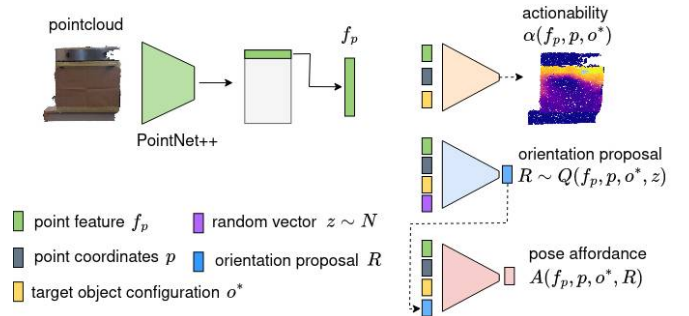 pointcloud
PointNet++
f_p
actionability
α(f_p, p, o*)
orientation proposal
R ∼ Q(f_p, p, o*, z)
pose affordance
A(f_p, p, o*, R)
point feature f_p
random vector z ∼ N
point coordinates p
orientation proposal R
target object configuration o*